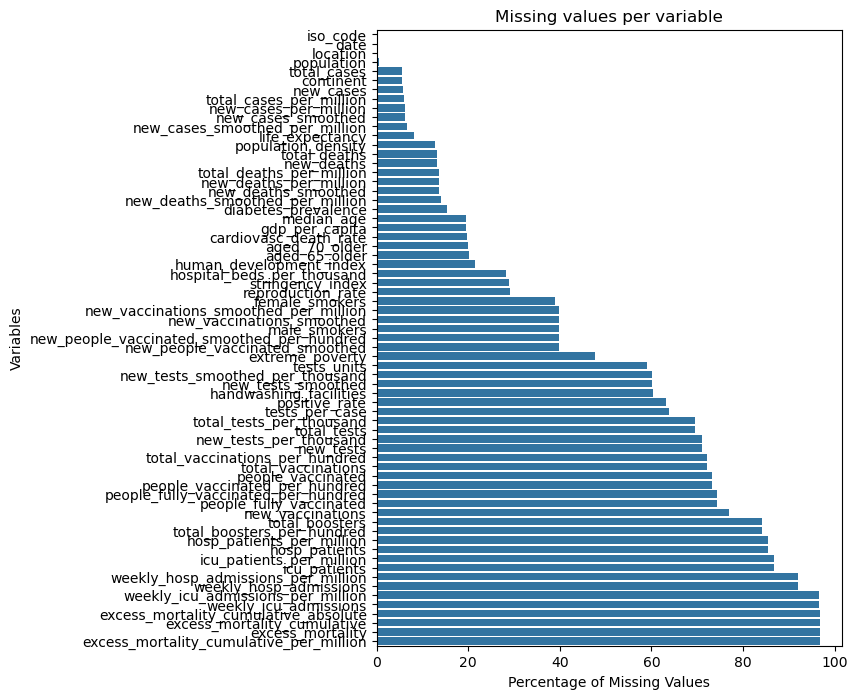 Missing values per variable
iso_code
date
location
population
total_cases
continent
new_cases
total_cases_per_million
new_cases_per_million
new_cases_smoothed
new_cases_smoothed_per_million
life_expectancy
population_density
total_deaths
new_deaths
total_deaths_per_million
new_deaths_per_million
new_deaths_smoothed
new_deaths_smoothed_per_million
diabetes_prevalence
median_age
gdp_per_capita
cardiovasc_death_rate
aged_70_older
aged_65_older
human_development_index
hospital_beds_per_thousand
stringency_index
reproduction_rate
female_smokers
new_vaccinations_smoothed_per_million
new_vaccinations_smoothed
male_smokers
new_people_vaccinated_smoothed_per_hundred
new_people_vaccinated_smoothed
extreme_poverty
tests_units
new_tests_smoothed_per_thousand
new_tests_smoothed
handwashing_facilities
positive_rate
tests_per_case
total_tests_per_thousand
total_tests
new_tests_per_thousand
new_tests
total_vaccinations_per_hundred
total_vaccinations
people_vaccinated
people_vaccinated_per_hundred
people_fully_vaccinated_per_hundred
people_fully_vaccinated
new_vaccinations
total_boosters
total_boosters_per_hundred
hosp_patients_per_million
hosp_patients
icu_patients_per_million
icu_patients
weekly_hosp_admissions_per_million
weekly_hosp_admissions
weekly_icu_admissions_per_million
weekly_icu_admissions
excess_mortality_cumulative_absolute
excess_mortality_cumulative
excess_mortality
excess_mortality_cumulative_per_million
Variables
0 20 40 60 80 100
Percentage of Missing Values